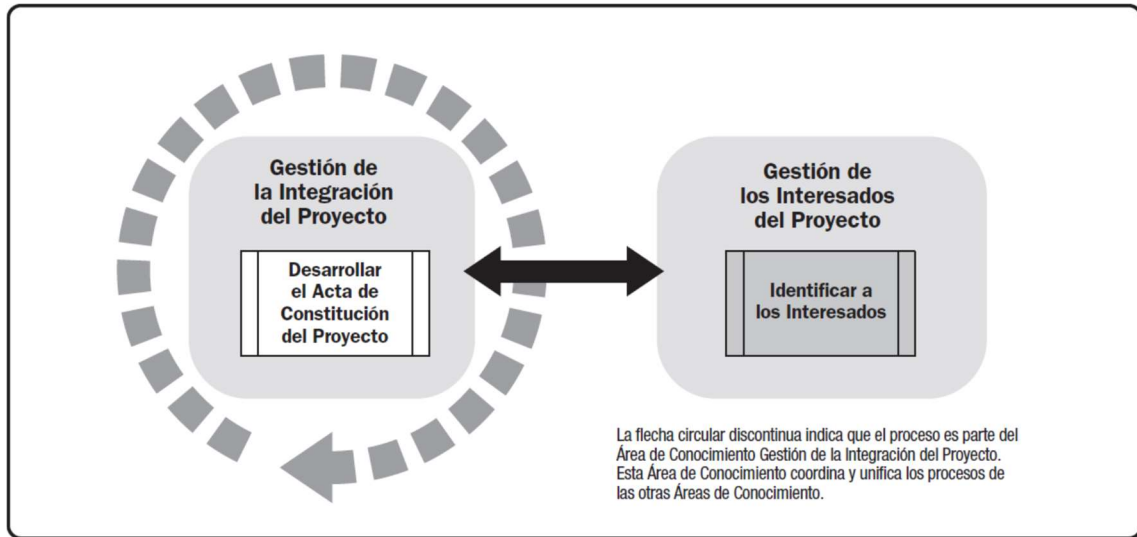 Gestión de
la Integración
del Proyecto
Desarrollar
el Acta de
Constitución
del Proyecto
Gestión de
los Interesados
del Proyecto
Identificar a
los Interesados
La flecha circular discontinua indica que el proceso es parte del
Área de Conocimiento Gestión de la Integración del Proyecto.
Esta Área de Conocimiento coordina y unifica los procesos de
las otras Áreas de Conocimiento.